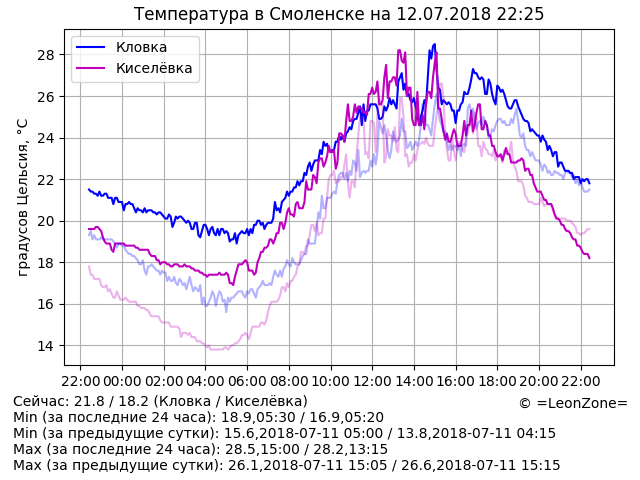 Температура в Смоленске на 12.07.2018 22:25
Кловка
Киселёвка
градусов Цельсия, °C
28
26
24
22
20
18
16
14
22:00 00:00 02:00 04:00 06:00 08:00 10:00 12:00 14:00 16:00 18:00 20:00 22:00
Сейчас: 21.8 / 18.2 (Кловка / Киселёвка)
© =LeonZone=
Min (за последние 24 часа): 18.9,05:30 / 16.9,05:20
Min (за предыдущие сутки): 15.6,2018-07-11 05:00 / 13.8,2018-07-11 04:15
Max (за последние 24 часа): 28.5,15:00 / 28.2,13:15
Max (за предыдущие сутки): 26.1,2018-07-11 15:05 / 26.6,2018-07-11 15:15